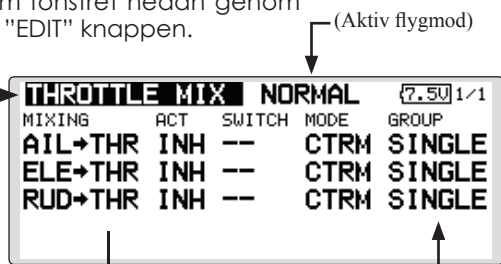 m fönstret nedan genom
"EDIT" knappen.
(Aktiv flygmod)
THROTTLE MIX NORMAL 7.5V 1/1
MIXING ACT SWITCH MODE GROUP
AIL→THR INH -- CTRM SINGLE
ELE→THR INH -- CTRM SINGLE
RUD→THR INH -- CTRM SINGLE